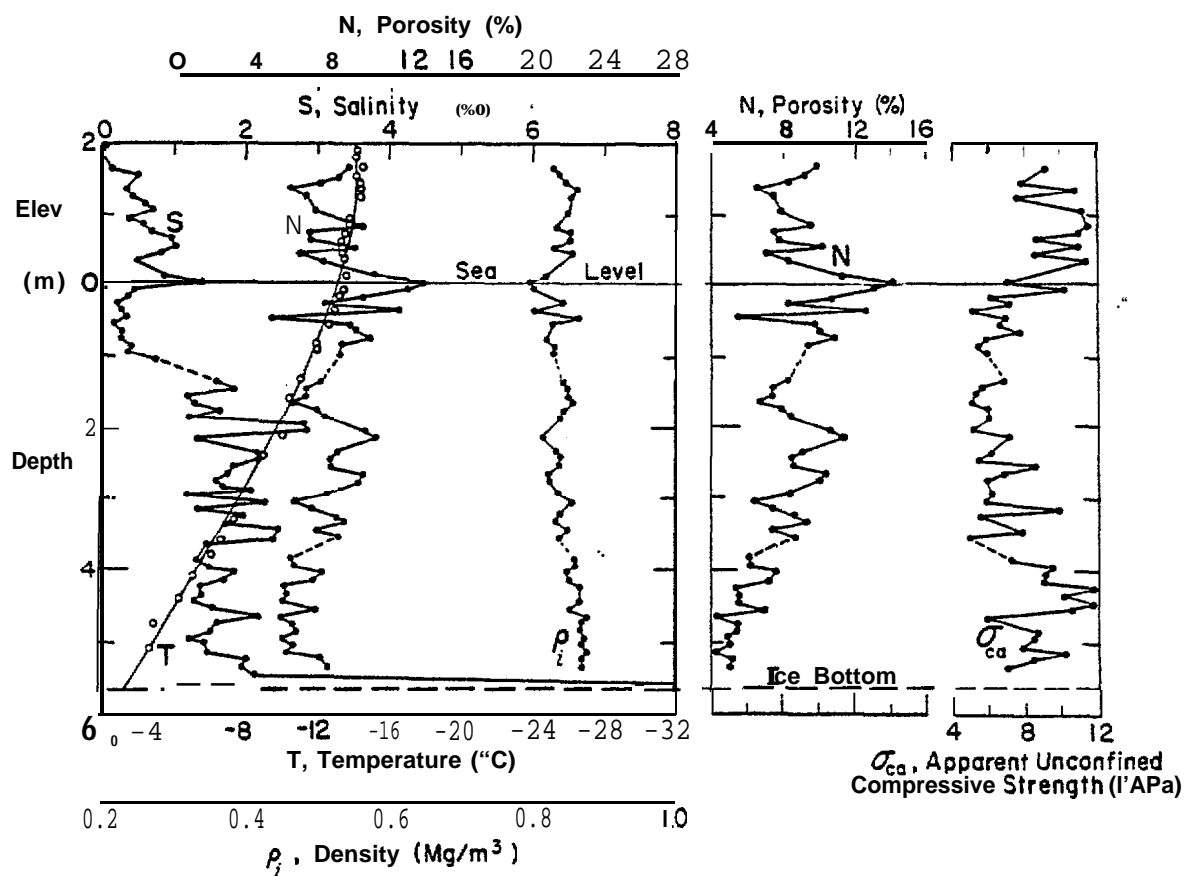 N, Porosity (%)
0 4 8 12 16 20 24 28
S, Salinity (%0)
0 2 4 6 8
N, Porosity (%)
4 8 12 16
2
Elev
S
N
N
(m) 0
Sea Level
2
Depth
4
T
ρi
σca
Ice Bottom
6
0 -4 -8 -12 -16 -20 -24 -28 -32
4 8 12
T, Temperature (“C)
σca, Apparent Unconfined
Compressive Strength (l'APa)
0.2 0.4 0.6 0.8 1.0
ρi, Density (Mg/m³)